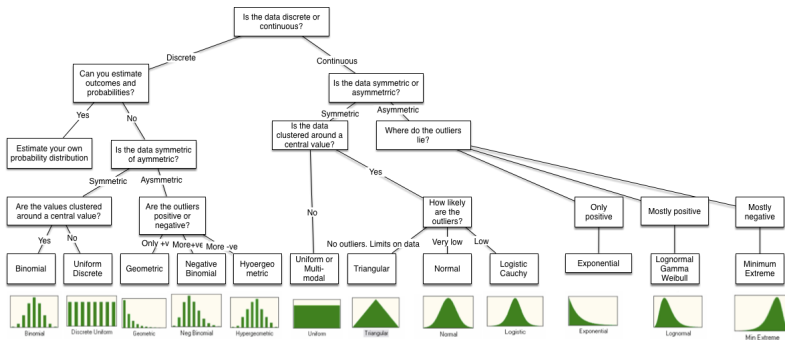 Is the data discrete or
continuous?
Discrete
Continuous
Can you estimate
outcomes and
probabilities?
Is the data symmetric or
asymetrrric?
Yes
No
Symmetric
Asymmetric
Estimate your own
probability distribution
Is the data symmetric
of aymmetric?
Is the data
clustered around a
central value?
Where do the outliers
lie?
Symmetric
Aysmmetric
Yes
Are the values clustered
around a central value?
Are the outliers
positive or
negative?
How likely
are the
outliers?
Only
positive
Mostly positive
Mostly
negative
Yes
No
Only +v
More+ve
More -ve
No
No outliers. Limits on data
Very low
Low
Binomial
Uniform
Discrete
Geometric
Negative
Binomial
Hyergeo
metric
Uniform or
Multi-
modal
Triangular
Normal
Logistic
Cauchy
Exponential
Lognormal
Gamma
Weibull
Minimum
Extreme
Binomial
Discrete Uniform
Geometric
Neg Binomial
Hypergeometric
Uniform
Triangular
Normal
Logistic
Exponential
Lognormal
Min Extreme